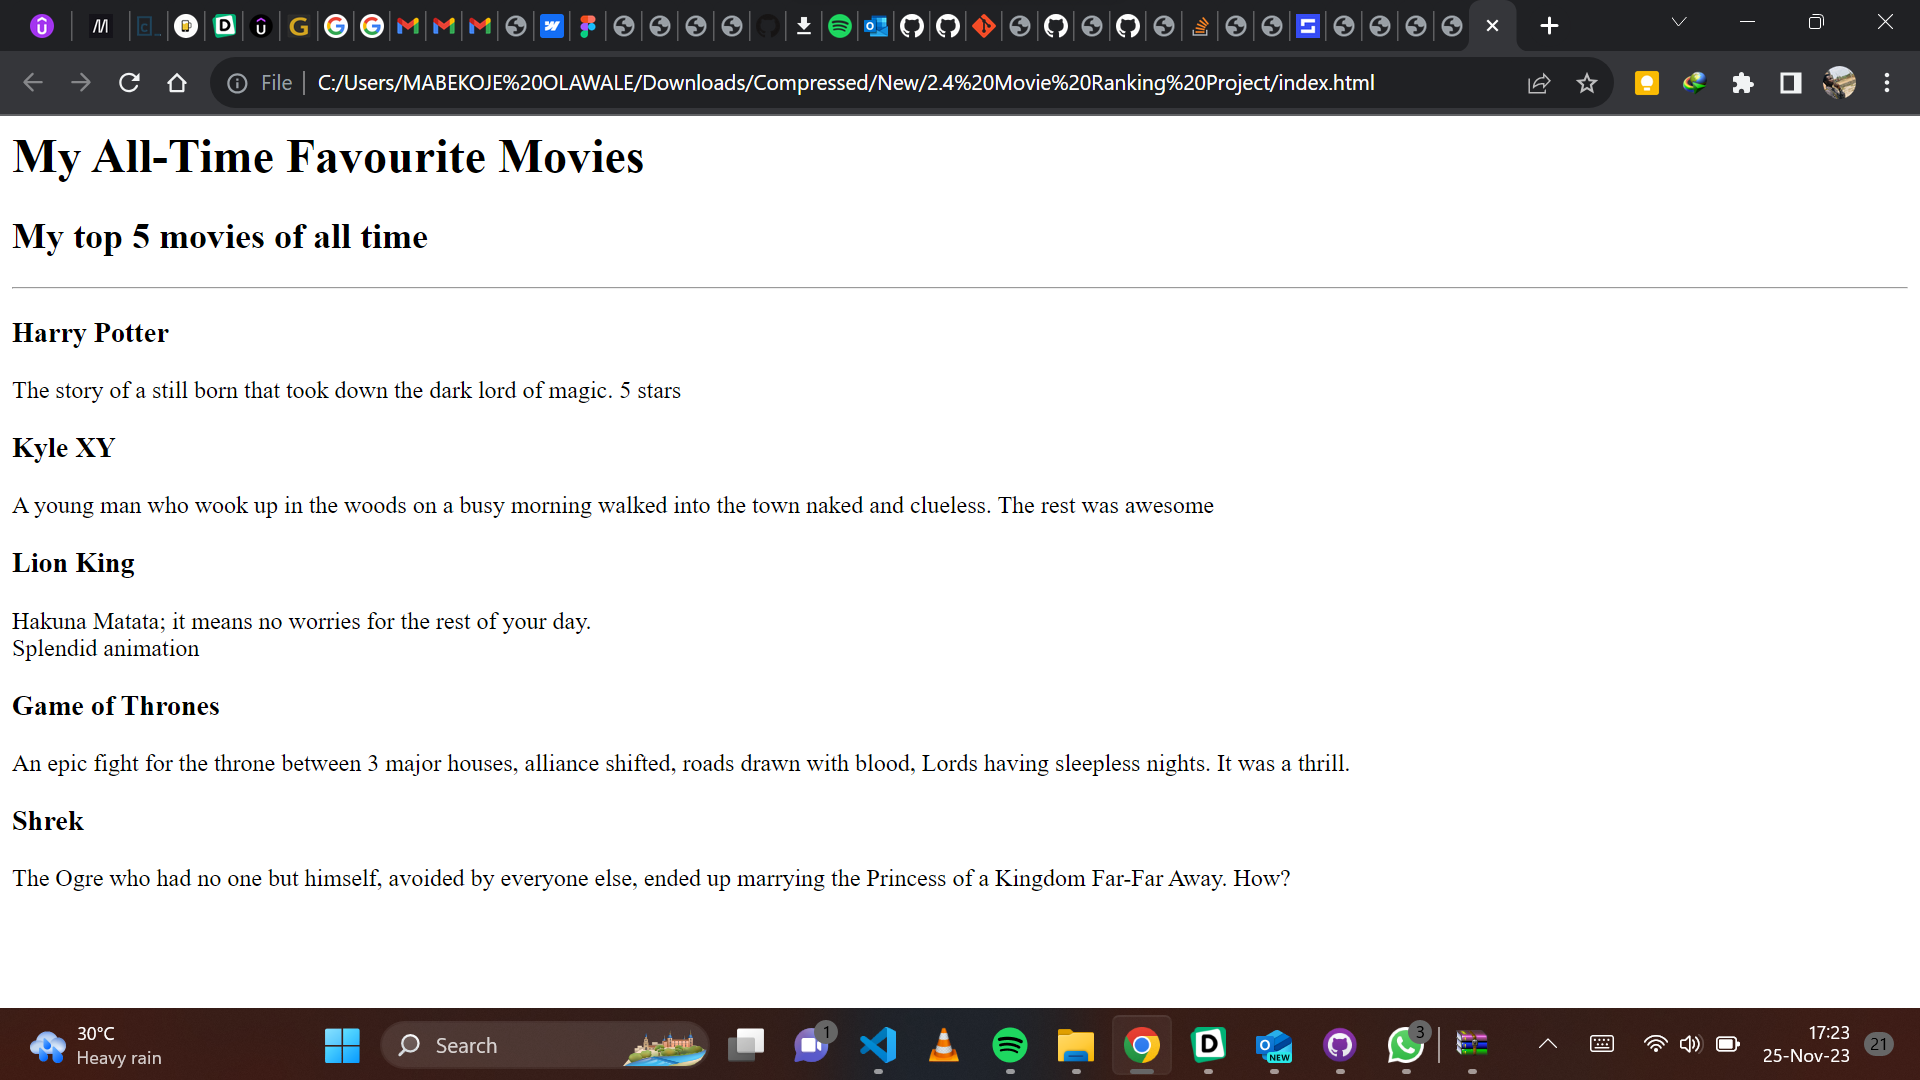 File
C:/Users/MABEKOJE%20OLAWALE/Downloads/Compressed/New/2.4%20Movie%20Ranking%20Project/index.html
My All-Time Favourite Movies
My top 5 movies of all time
Harry Potter
The story of a still born that took down the dark lord of magic. 5 stars
Kyle XY
A young man who wook up in the woods on a busy morning walked into the town naked and clueless. The rest was awesome
Lion King
Hakuna Matata; it means no worries for the rest of your day.
Splendid animation
Game of Thrones
An epic fight for the throne between 3 major houses, alliance shifted, roads drawn with blood, Lords having sleepless nights. It was a thrill.
Shrek
The Ogre who had no one but himself, avoided by everyone else, ended up marrying the Princess of a Kingdom Far-Far Away. How?
30°C
Heavy rain
Search
1
NEW
3
17:23
25-Nov-23
21